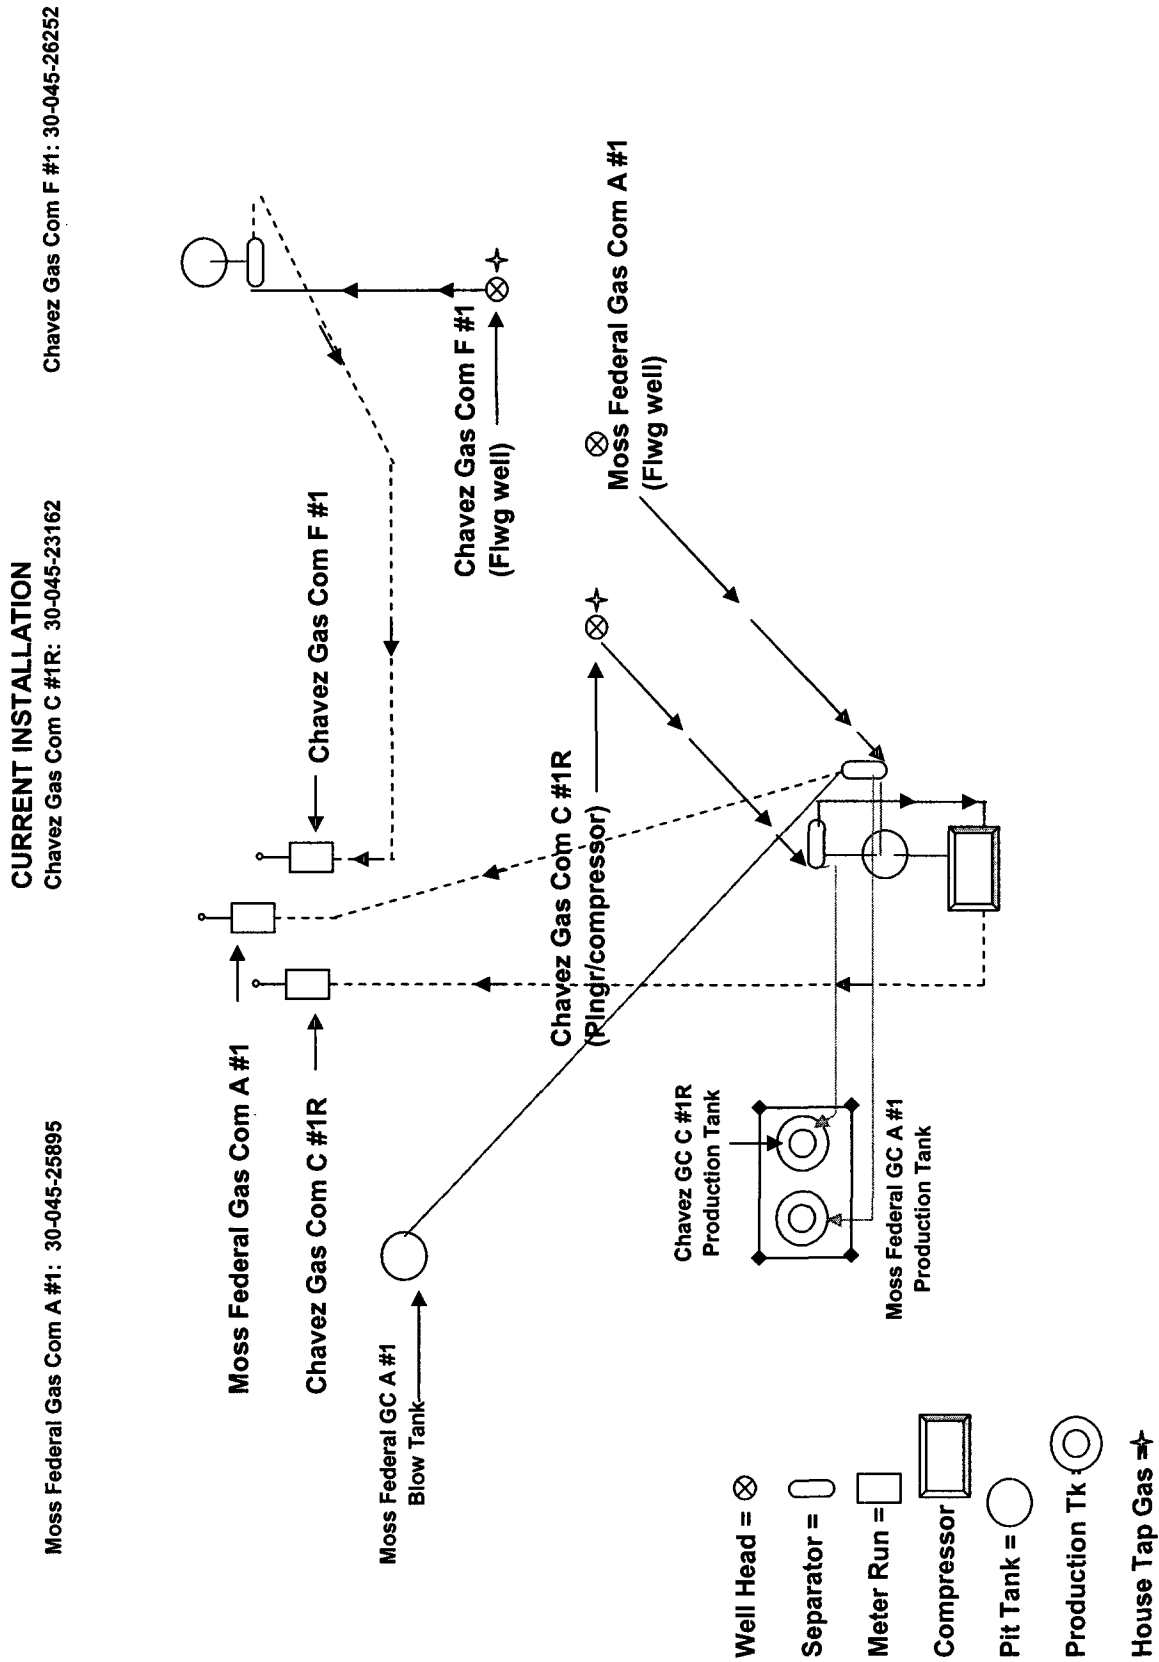 CURRENT INSTALLATION
Moss Federal Gas Com A #1: 30-045-25895
Chavez Gas Com C #1R: 30-045-23162
Chavez Gas Com F #1: 30-045-26252
Moss Federal Gas Com A #1
Chavez Gas Com C #1R
Chavez Gas Com F #1
Moss Federal GC A #1
Blow Tank
Chavez Gas Com F #1
(Flwg well)
Chavez Gas Com C #1R
(Plngr/compressor)
Moss Federal Gas Com A #1
(Flwg well)
Chavez GC C #1R
Production Tank
Moss Federal GC A #1
Production Tank
Well Head =
Separator =
Meter Run =
Compressor
Pit Tank =
Production Tk :
House Tap Gas =